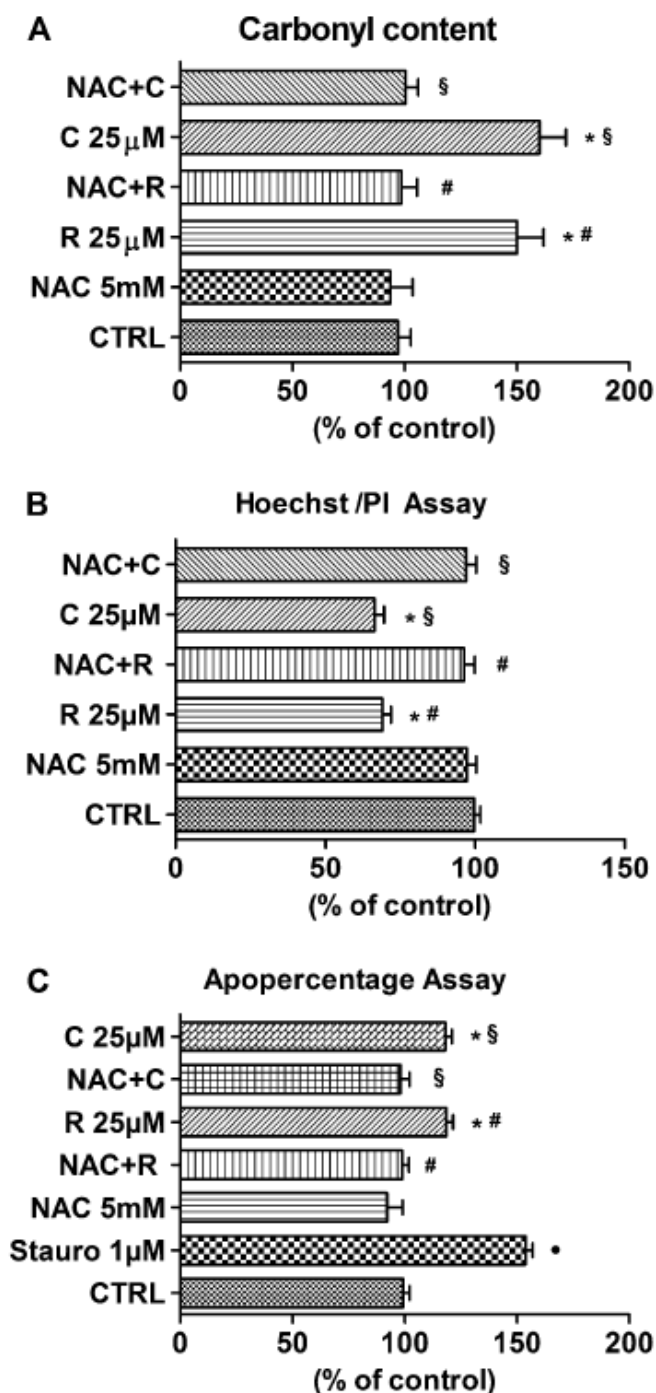 A Carbonyl content
NAC+C §
C 25μM * §
NAC+R #
R 25μM * #
NAC 5mM
CTRL
0 50 100 150 200
(% of control)
B Hoechst /PI Assay
NAC+C §
C 25µM * §
NAC+R #
R 25µM * #
NAC 5mM
CTRL
0 50 100 150
(% of control)
C Apopercentage Assay
C 25µM * §
NAC+C §
R 25µM * #
NAC+R #
NAC 5mM
Stauro 1µM •
CTRL
0 50 100 150 200
(% of control)